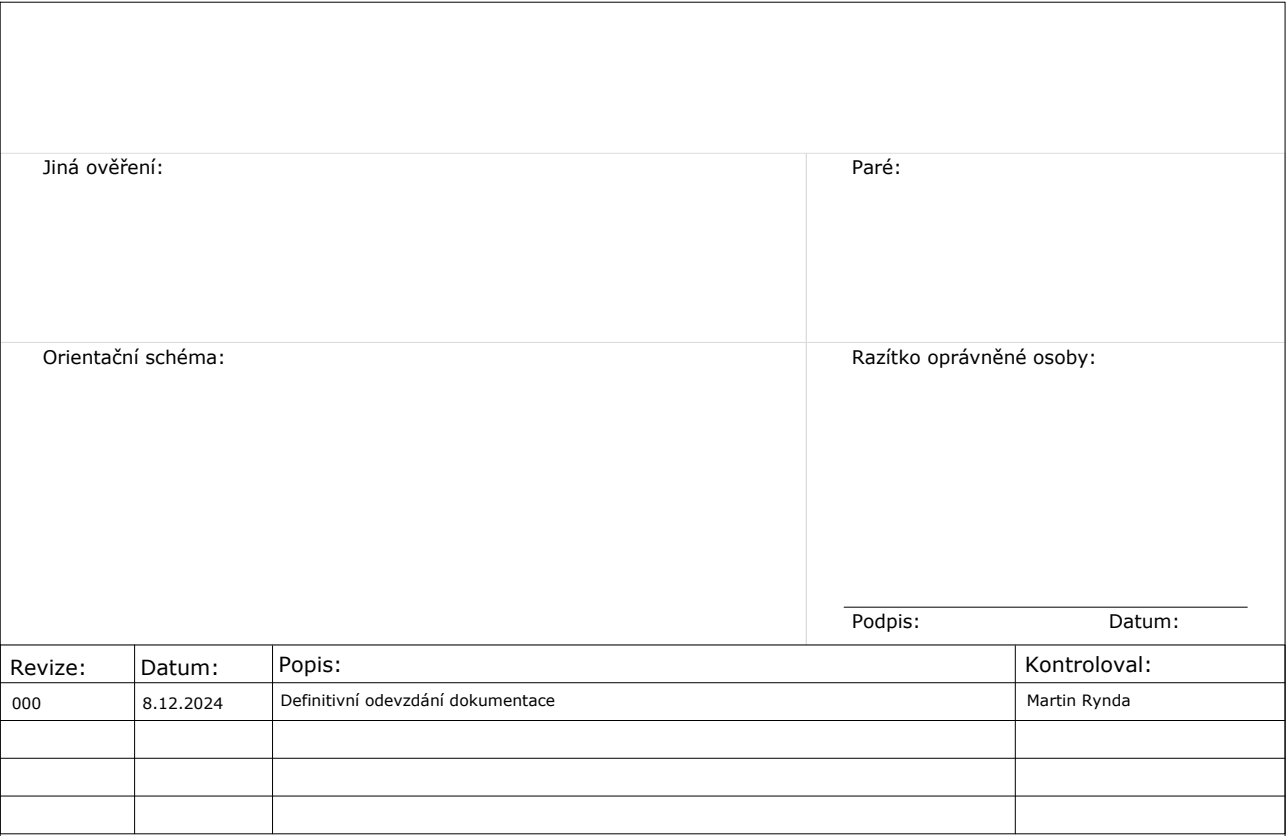 Jiná ověření:
Paré:
Orientační schéma:
Razítko oprávněné osoby:
Podpis: Datum:
Revize: Datum: Popis: Kontroloval:
000 8.12.2024 Definitivní odevzdání dokumentace Martin Rynda